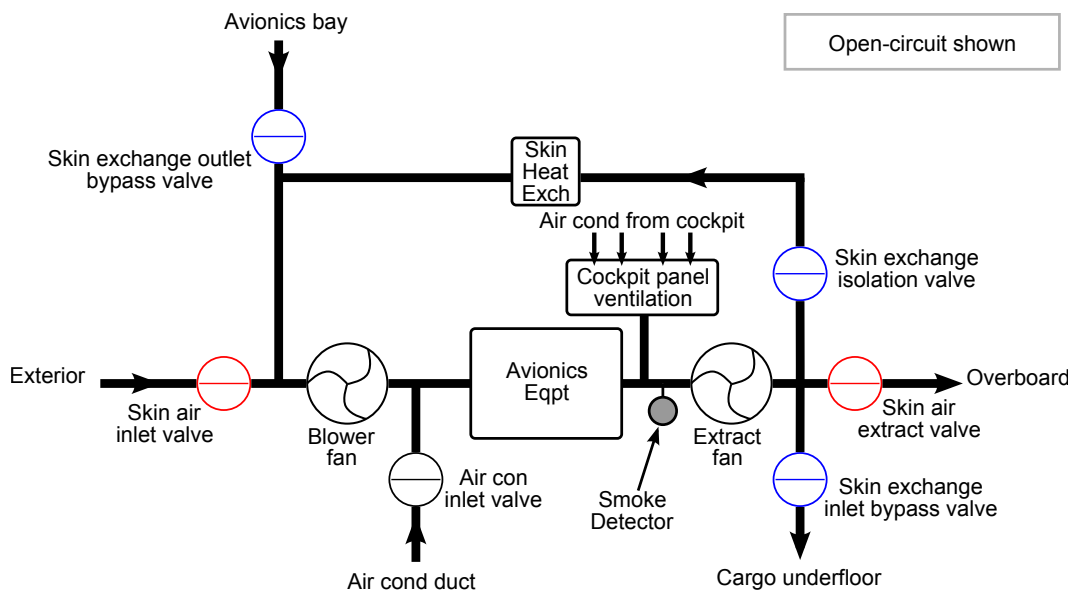 Avionics bay
Open-circuit shown
Skin exchange outlet
bypass valve
Skin
Heat
Exch
Air cond from cockpit
Cockpit panel
ventilation
Skin exchange
isolation valve
Exterior
Skin air
inlet valve
Blower
fan
Avionics
Eqpt
Extract
fan
Overboard
Skin air
extract valve
Air con
inlet valve
Smoke
Detector
Skin exchange
inlet bypass valve
Air cond duct
Cargo underfloor